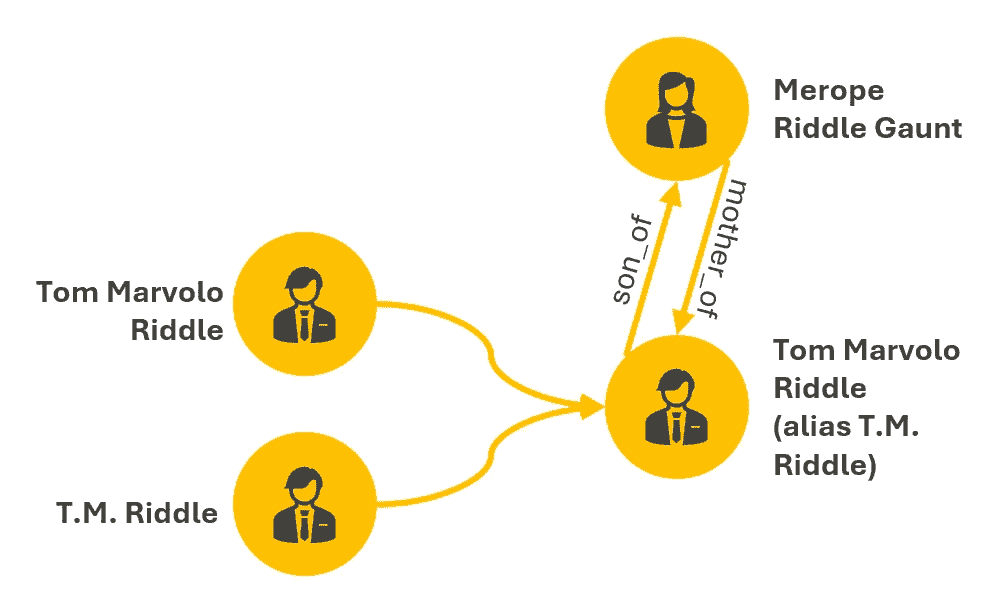 Merope
Riddle Gaunt
mother_of
son_of
Tom Marvolo
Riddle
Tom Marvolo
Riddle
(alias T.M.
Riddle)
T.M. Riddle